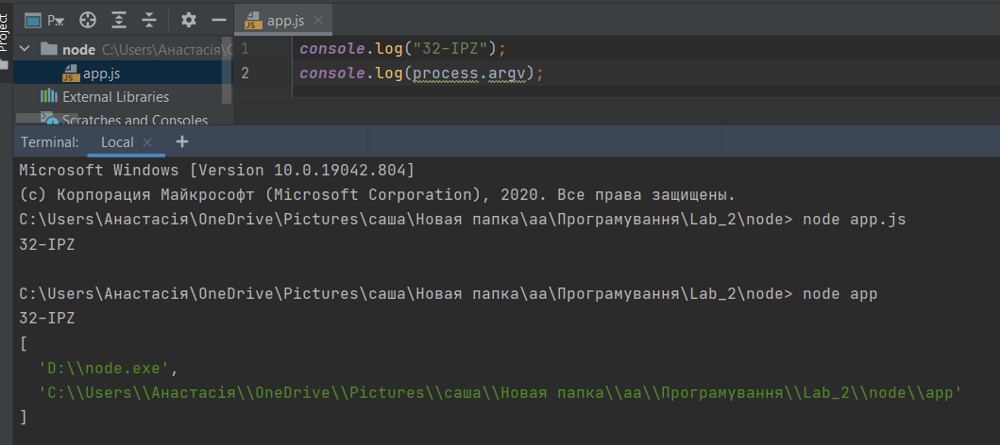 Project
P
app.js
node C:\Users\Анастасія\
app.js
External Libraries
Scratches and Consoles
1 console.log("32-IPZ");
2 console.log(process.argv);
Terminal: Local
Microsoft Windows [Version 10.0.19042.804]
(c) Корпорация Майкрософт (Microsoft Corporation), 2020. Все права защищены.
C:\Users\Анастасія\OneDrive\Pictures\саша\Новая папка\аа\Програмування\Lab_2\node> node app.js
32-IPZ
C:\Users\Анастасія\OneDrive\Pictures\саша\Новая папка\аа\Програмування\Lab_2\node> node app
32-IPZ
[
'D:\\node.exe',
'C:\\Users\\Анастасія\\OneDrive\\Pictures\\саша\\Новая папка\\аа\\Програмування\\Lab_2\\node\\app'
]